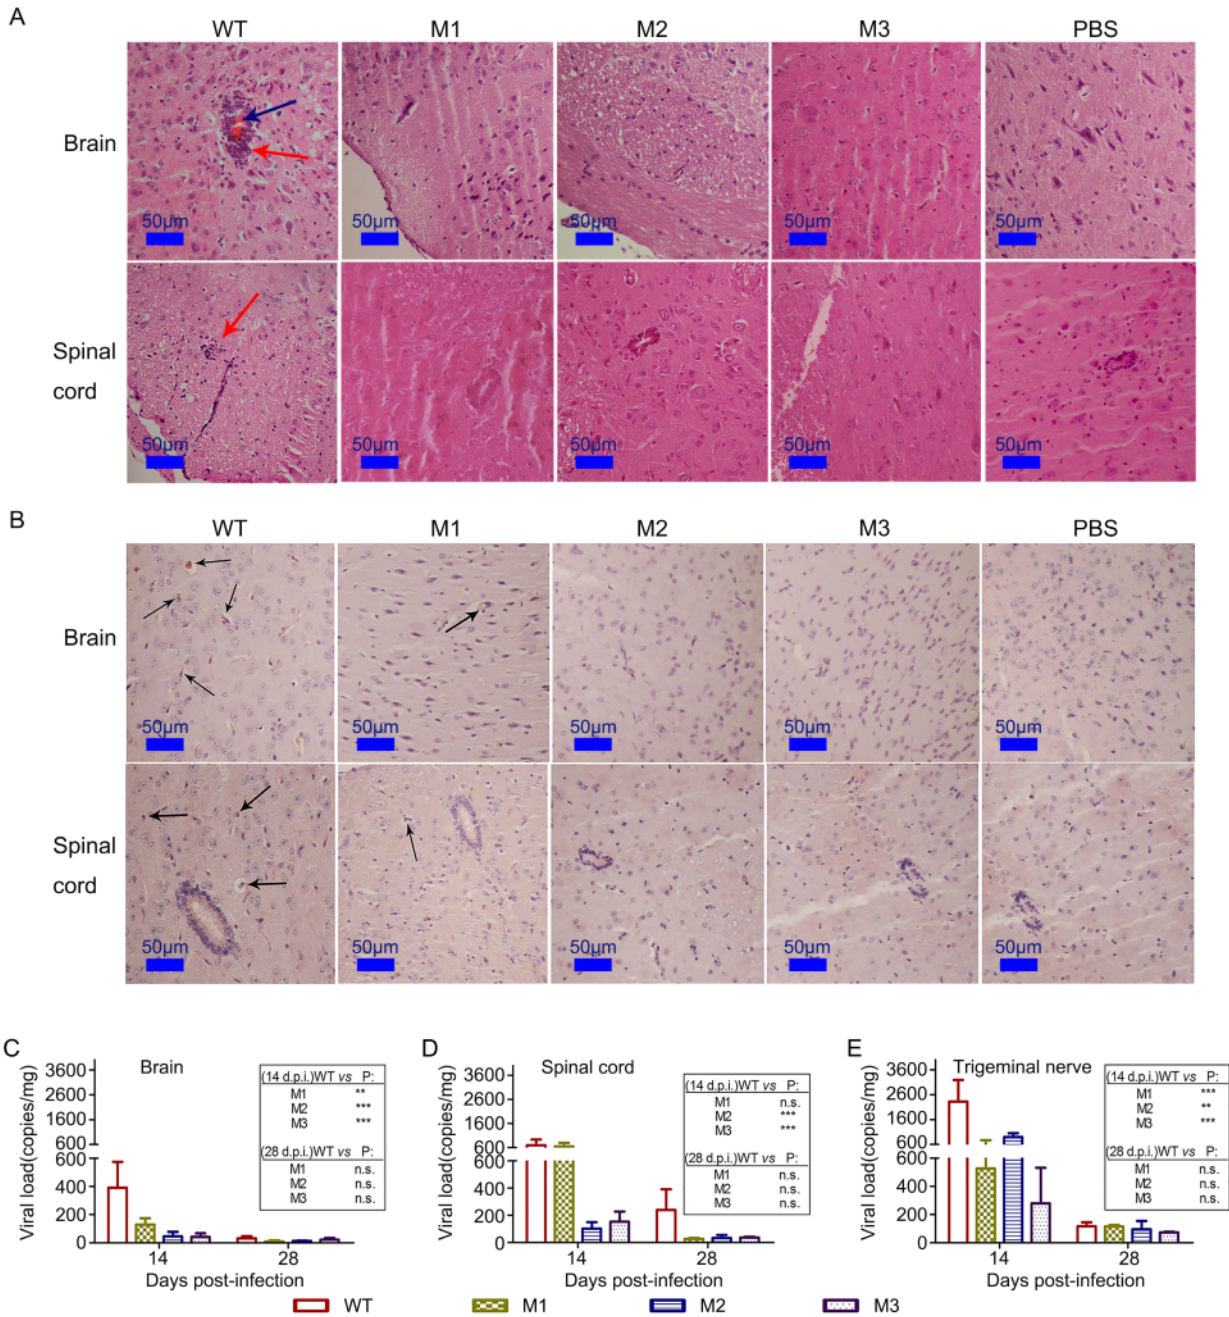 A
WT M1 M2 M3 PBS
Brain
50µm 50µm 50µm 50µm 50µm
Spinal
cord
50µm 50µm 50µm 50µm 50µm
B
WT M1 M2 M3 PBS
Brain
50µm 50µm 50µm 50µm 50µm
Spinal
cord
50µm 50µm 50µm 50µm 50µm
C
Brain
Viral load(copies/mg)
3600
2600
1600
600
600
400
200
0
14 28
Days post-infection
(14 d.p.i.)WT vs P:
M1 **
M2 ***
M3 ***
(28 d.p.i.)WT vs P:
M1 n.s.
M2 n.s.
M3 n.s.
D
Spinal cord
Viral load(copies/mg)
3600
2600
1600
600
600
400
200
0
14 28
Days post-infection
(14 d.p.i.)WT vs P:
M1 n.s.
M2 ***
M3 ***
(28 d.p.i.)WT vs P:
M1 n.s.
M2 n.s.
M3 n.s.
E
Trigeminal nerve
Viral load(copies/mg)
3600
2600
1600
600
600
400
200
0
14 28
Days post-infection
(14 d.p.i.)WT vs P:
M1 ***
M2 **
M3 ***
(28 d.p.i.)WT vs P:
M1 n.s.
M2 n.s.
M3 n.s.
WT M1 M2 M3